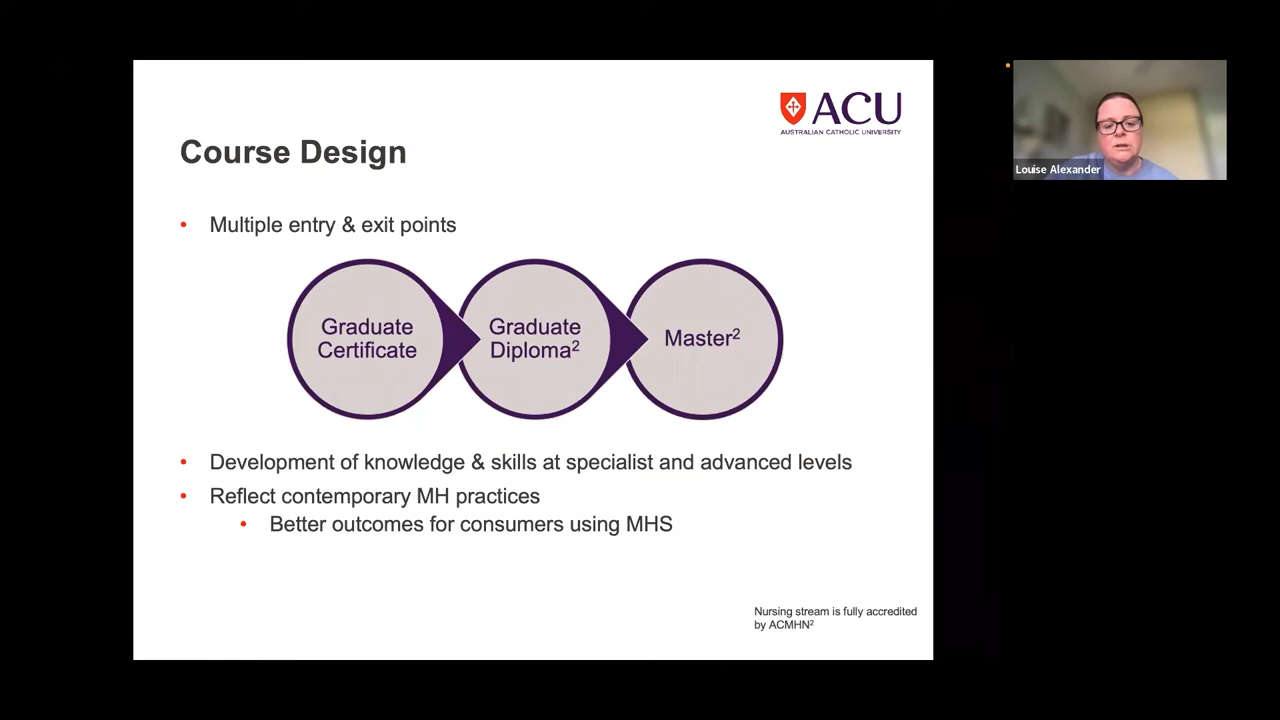 ACU
AUSTRALIAN CATHOLIC UNIVERSITY
Course Design
• Multiple entry & exit points
Graduate
Certificate
Graduate
Diploma²
Master²
• Development of knowledge & skills at specialist and advanced levels
• Reflect contemporary MH practices
• Better outcomes for consumers using MHS
Nursing stream is fully accredited
by ACMHN²
Louise Alexander